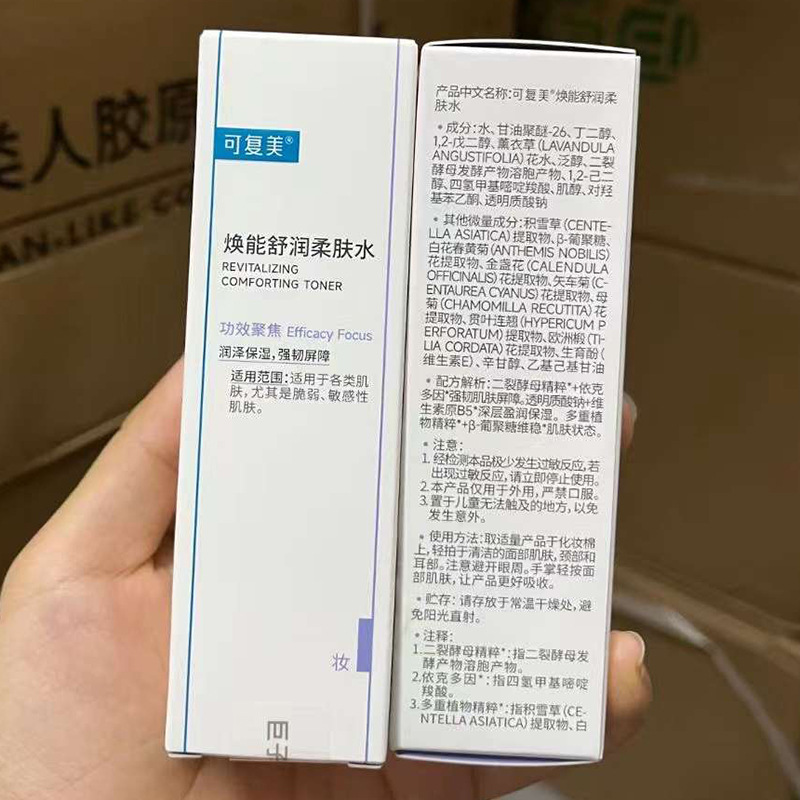 类人胶原
AN-LIKE CO
可复美®
焕能舒润柔肤水
REVITALIZING
COMFORTING TONER
功效聚焦 Efficacy Focus
润泽保湿,强韧屏障
适用范围:适用于各类肌
肤,尤其是脆弱、敏感性
肌肤。
妆
巨子
产品中文名称:可复美®焕能舒润柔
肤水
• 成分:水、甘油聚醚-26、丁二醇、
1,2-戊二醇、薰衣草(LAVANDULA
ANGUSTIFOLIA)花水、泛醇、二裂
酵母发酵产物溶胞产物、1,2-己二
醇、四氢甲基嘧啶羧酸、肌醇、对羟
基苯乙酮、透明质酸钠
• 其他微量成分:积雪草(CENTE-
LLA ASIATICA)提取物、β-葡聚糖、
白花春黄菊(ANTHEMIS NOBILIS)
花提取物、金盏花(CALENDULA
OFFICINALIS)花提取物、矢车菊(C-
ENTAUREA CYANUS)花提取物、母
菊(CHAMOMILLA RECUTITA)花
提取物、贯叶连翘(HYPERICUM P
ERFORATUM)提取物、欧洲椴(TI-
LIA CORDATA)花提取物、生育酚(
维生素E)、辛甘醇、乙基己基甘油
• 配方解析:二裂酵母精粹*+依克
多因*强韧肌肤屏障。透明质酸钠+维
生素原B5*深层盈润保湿。多重植
物精粹*+β-葡聚糖维稳*肌肤状态。
• 注意:
1. 经检测本品极少发生过敏反应,若
出现过敏反应,请立即停止使用。
2. 本产品仅用于外用,严禁口服。
3. 置于儿童无法触及的地方,以免
发生意外。
• 使用方法:取适量产品于化妆棉
上,轻拍于清洁的面部肌肤,颈部和
耳部。注意避开眼周。手掌轻按面
部肌肤,让产品更好吸收。
• 贮存:请存放于常温干燥处,避
免阳光直射。
• 注释:
1.二裂酵母精粹*:指二裂酵母发
酵产物溶胞产物。
2.依克多因*:指四氢甲基嘧啶
羧酸。
3.多重植物精粹*:指积雪草(CE-
NTELLA ASIATICA)提取物、白